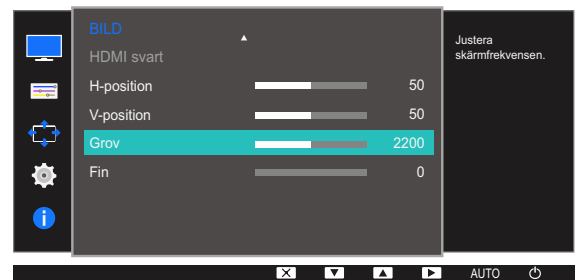 BILD
HDMI svart
H-position 50
V-position 50
Grov 2200
Fin 0
Justera
skärmfrekvensen.
i
AUTO